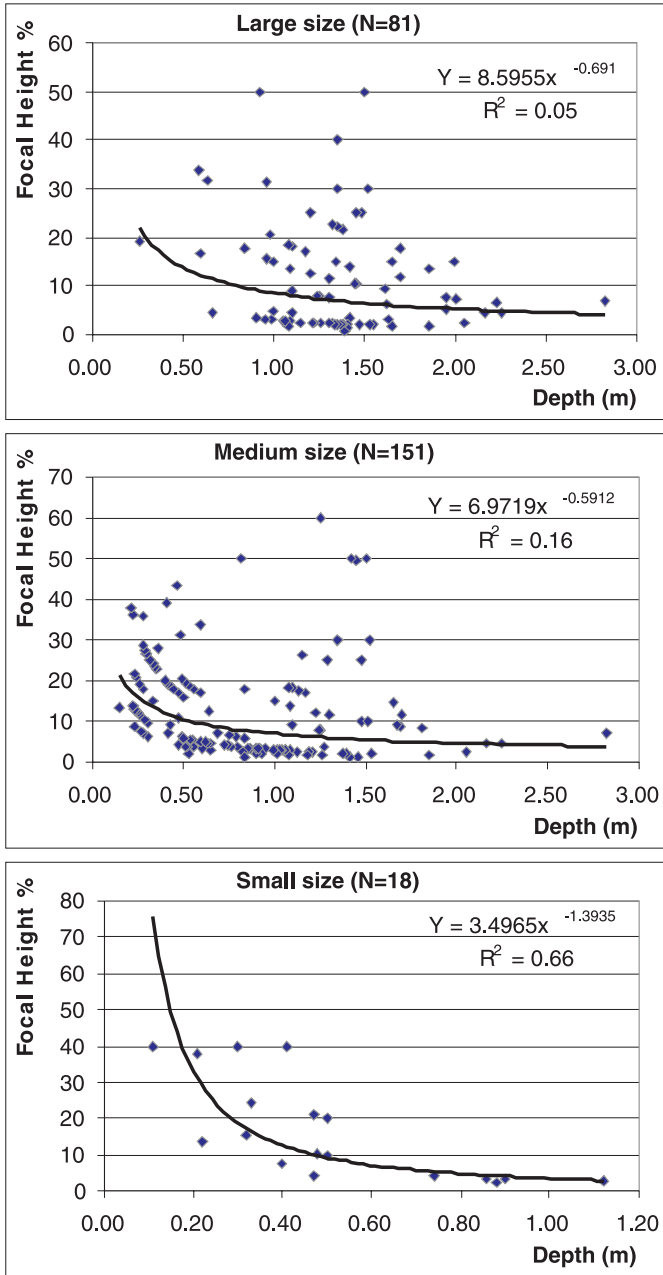 Large size (N=81)
Focal Height %
60
50
40
30
20
10
0
Y = 8.5955x -0.691
R2 = 0.05
0.00 0.50 1.00 1.50 2.00 2.50 3.00
Depth (m)
Medium size (N=151)
Focal Height %
70
60
50
40
30
20
10
0
Y = 6.9719x -0.5912
R2 = 0.16
0.00 0.50 1.00 1.50 2.00 2.50 3.00
Depth (m)
Small size (N=18)
Focal Height %
80
70
60
50
40
30
20
10
0
Y = 3.4965x -1.3935
R2 = 0.66
0.00 0.20 0.40 0.60 0.80 1.00 1.20
Depth (m)